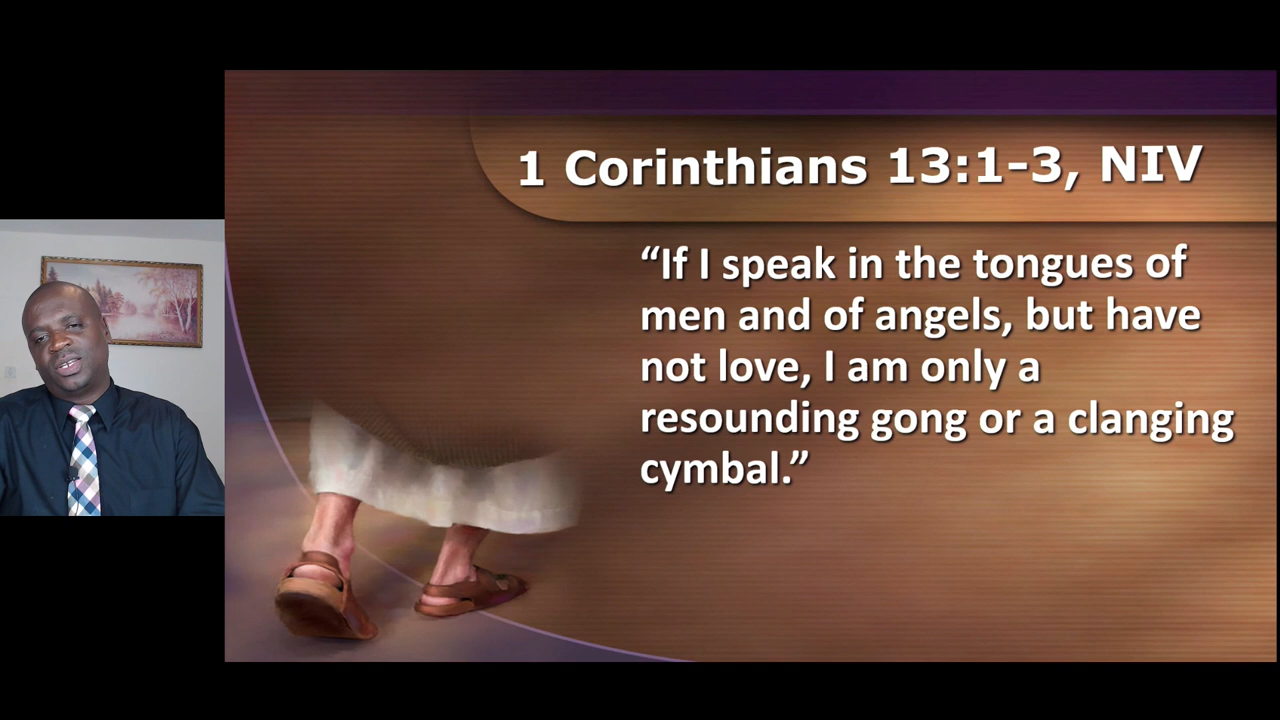 1 Corinthians 13:1-3, NIV
“If I speak in the tongues of
men and of angels, but have
not love, I am only a
resounding gong or a clanging
cymbal.”